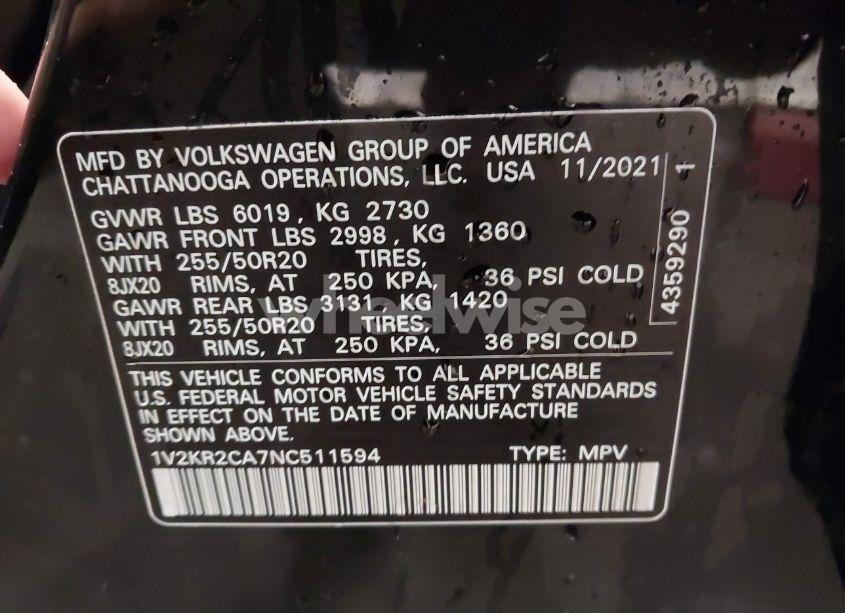 MFD BY VOLKSWAGEN GROUP OF AMERICA
CHATTANOOGA OPERATIONS, LLC. USA 11/2021
GVWR LBS 6019, KG 2730
GAWR FRONT LBS 2998, KG 1360
WITH 255/50R20 TIRES,
8JX20 RIMS, AT 250 KPA, 36 PSI COLD
GAWR REAR LBS 3131, KG 1420
WITH 255/50R20 TIRES,
8JX20 RIMS, AT 250 KPA, 36 PSI COLD
4359290 1
wheelwise
THIS VEHICLE CONFORMS TO ALL APPLICABLE
U.S. FEDERAL MOTOR VEHICLE SAFETY STANDARDS
IN EFFECT ON THE DATE OF MANUFACTURE
SHOWN ABOVE.
1V2KR2CA7NC511594 TYPE: MPV